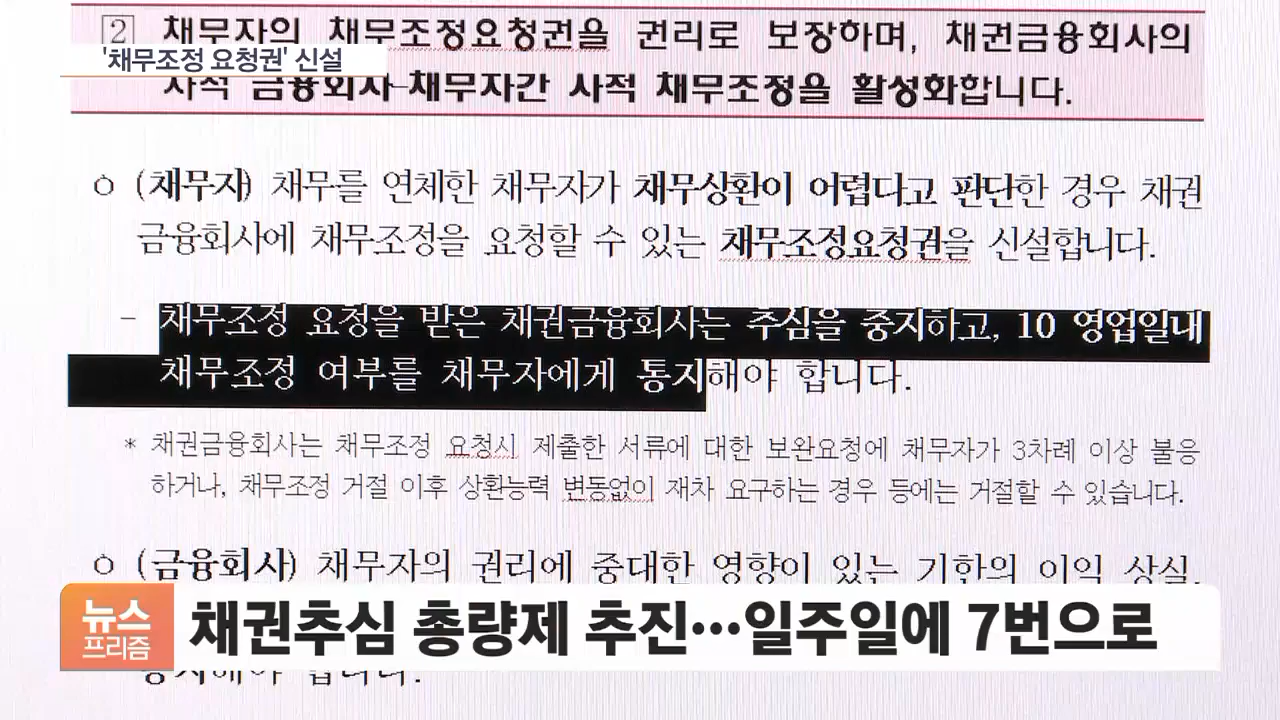 2 채무자의 채무조정요청권을 권리로 보장하며, 채권금융회사의
'채무조정 요청권' 신설
사적 금융회사-채무자간 사적 채무조정을 활성화합니다.
ㅇ (채무자) 채무를 연체한 채무자가 채무상환이 어렵다고 판단한 경우 채권
금융회사에 채무조정을 요청할 수 있는 채무조정요청권을 신설합니다.
- 채무조정 요정을 받은 채권금융회사는 추심을 중지하고, 10 영업일내
채무조정 여부를 채무자에게 통지해야 합니다.
* 채권금융회사는 채무조정 요청시 제출한 서류에 대한 보완요청에 채무자가 3차례 이상 불응
하거나, 채무조정 거절 이후 상환능력 변동없이 재차 요구하는 경우 등에는 거절할 수 있습니다.
ㅇ (금융회사) 채무자의 권리에 중대한 영향이 있는 기한의 이익 상실,
뉴스
프리즘
채권추심 총량제 추진…일주일에 7번으로
통지해야 합니다.